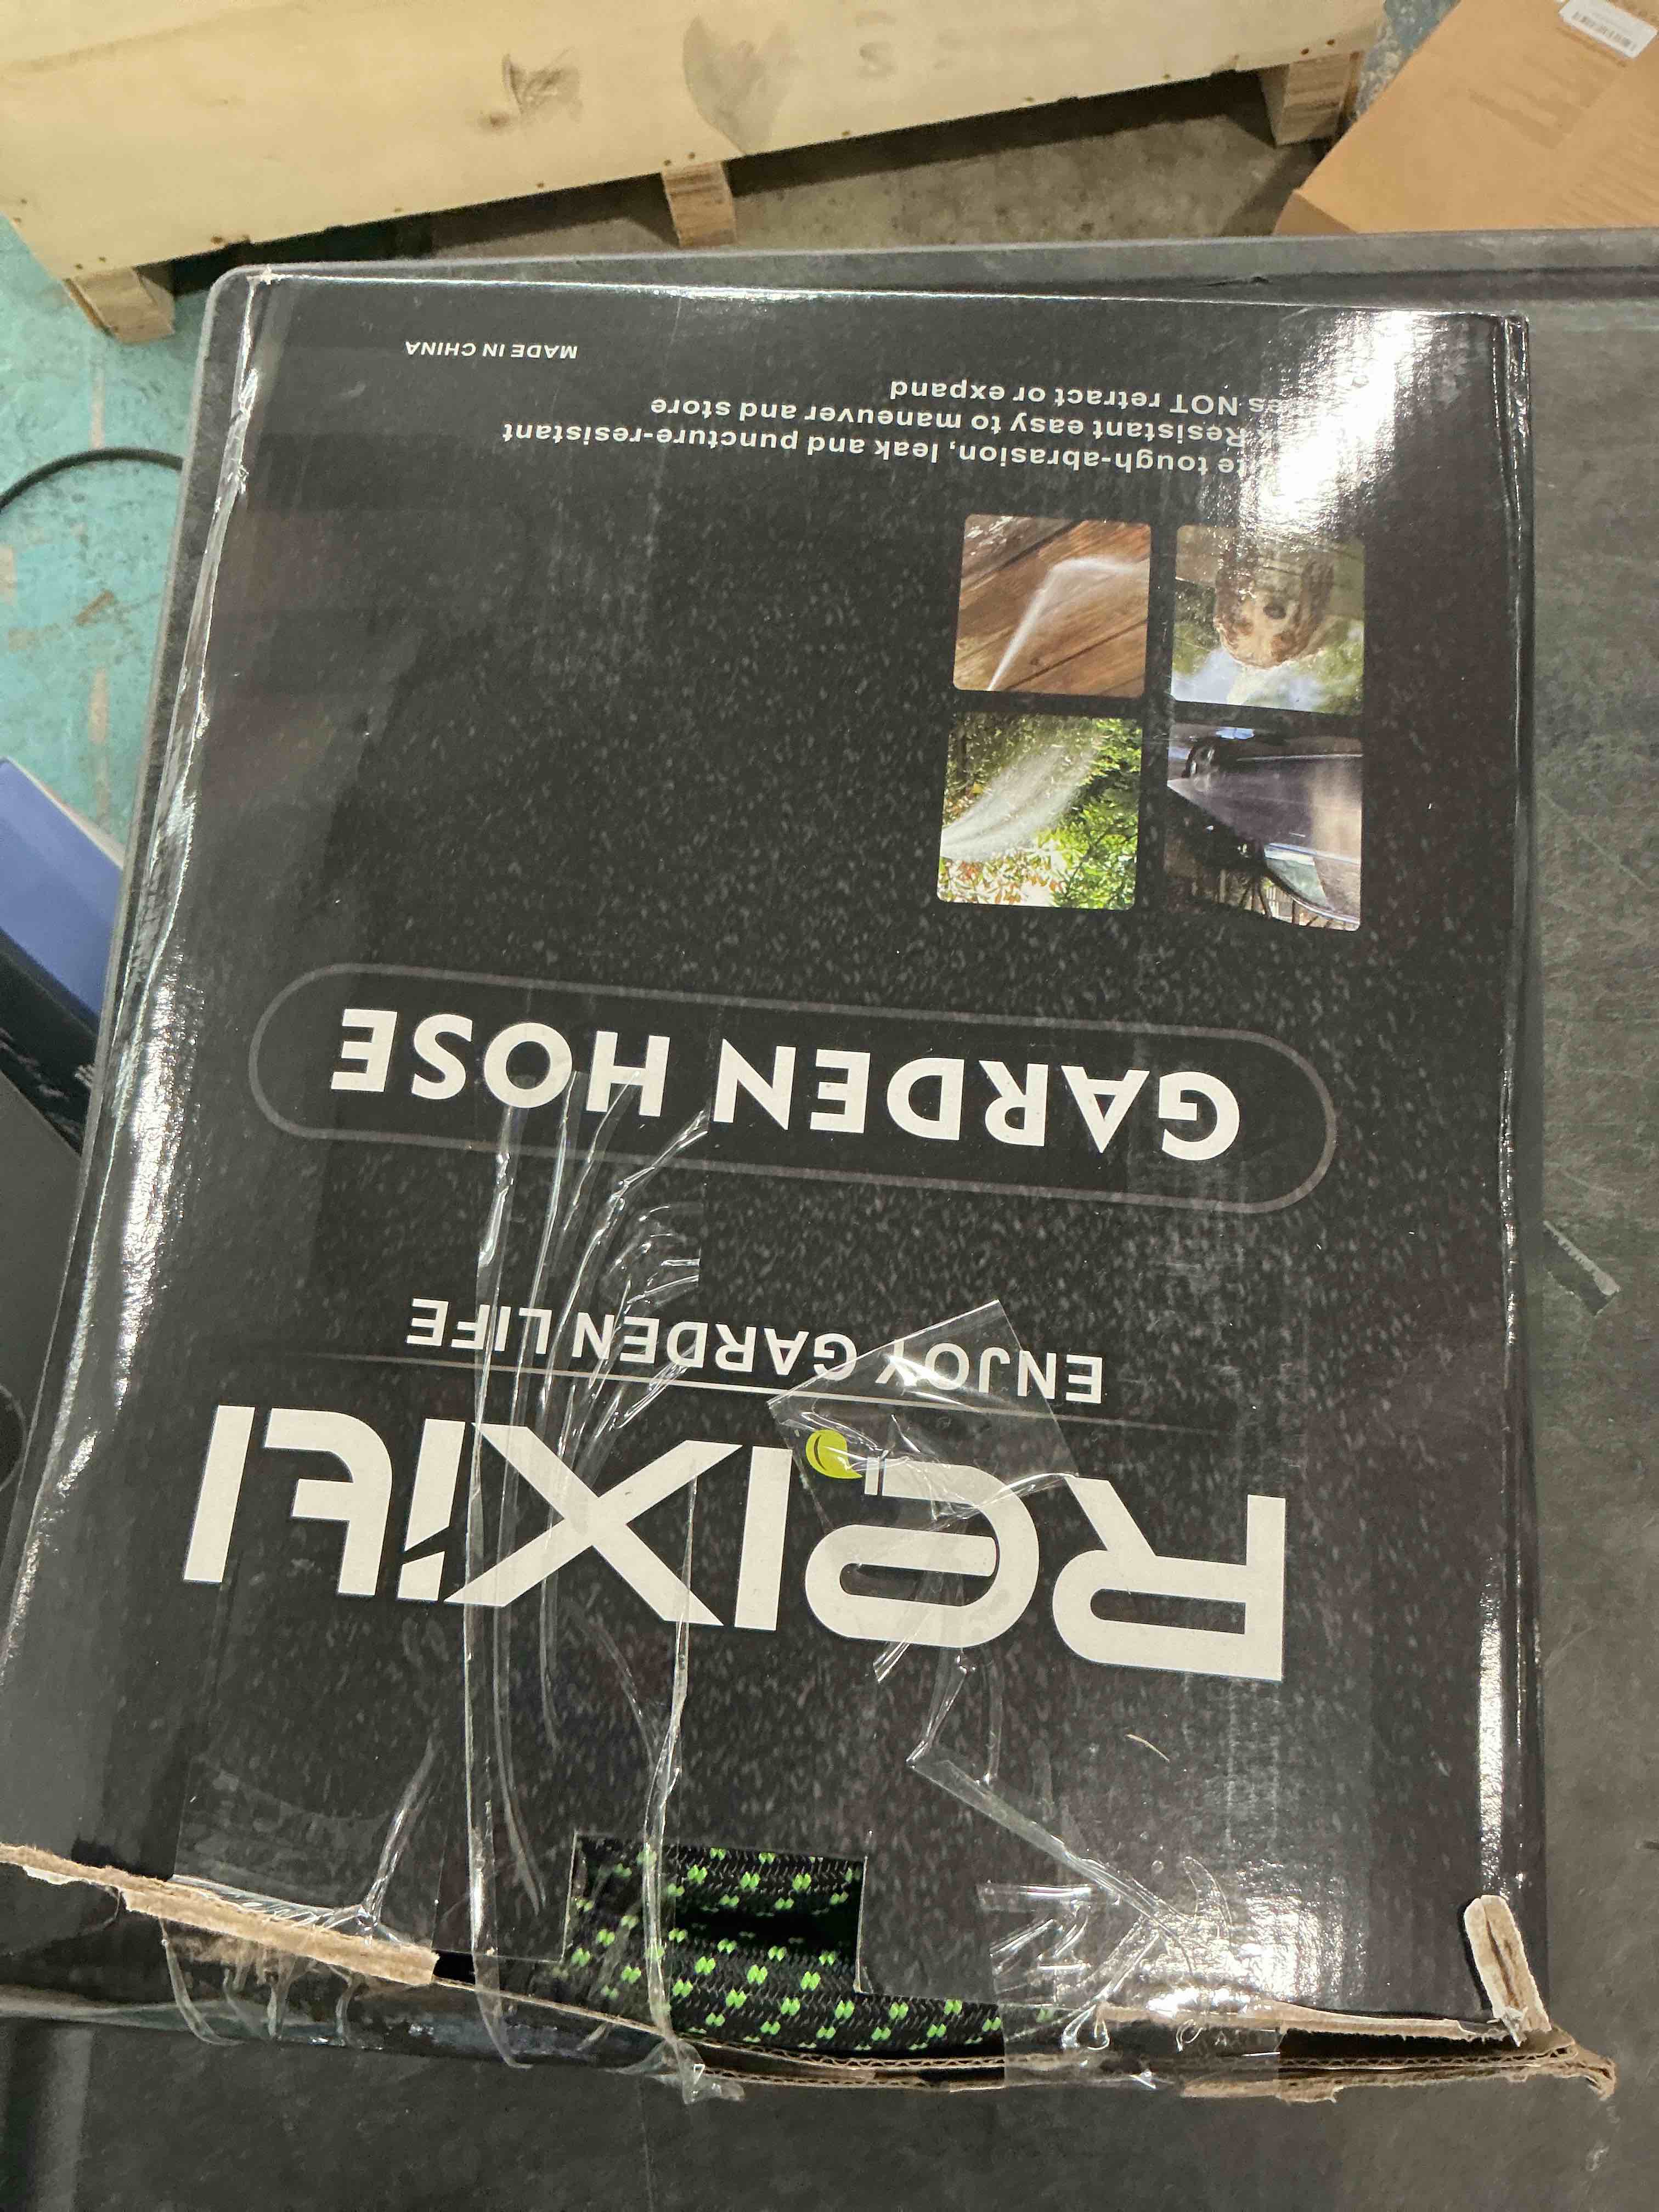 Reixiti
ENJOY GARDEN LIFE
GARDEN HOSE
tough-abrasion, leak and puncture-resistant
Resistant easy to maneuver and store
NOT retract or expand
MADE IN CHINA